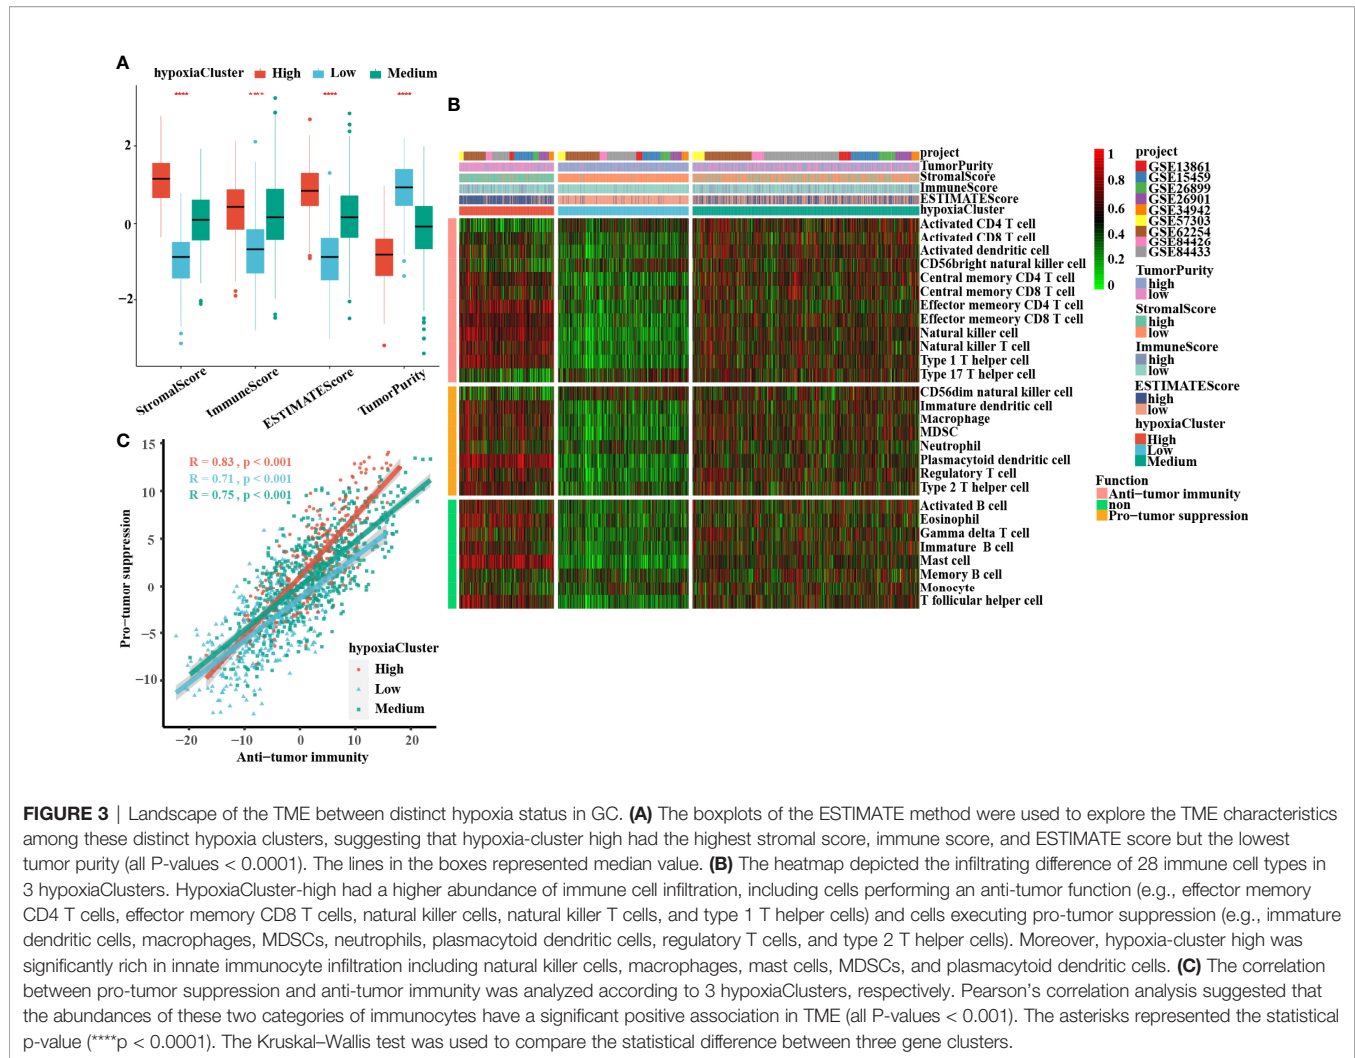 A
hypoxiaCluster High Low Medium
**** **** **** ****
2
0
−2
StromalScore ImmuneScore ESTIMATEScore TumorPurity
B
project
TumorPurity
StromalScore
ImmuneScore
ESTIMATEScore
hypoxiaCluster
Activated CD4 T cell
Activated CD8 T cell
Activated dendritic cell
CD56bright natural killer cell
Central memory CD4 T cell
Central memory CD8 T cell
Effector memeory CD4 T cell
Effector memeory CD8 T cell
Natural killer cell
Natural killer T cell
Type 1 T helper cell
Type 17 T helper cell
CD56dim natural killer cell
Immature dendritic cell
Macrophage
MDSC
Neutrophil
Plasmacytoid dendritic cell
Regulatory T cell
Type 2 T helper cell
Activated B cell
Eosinophil
Gamma delta T cell
Immature B cell
Mast cell
Memory B cell
Monocyte
T follicular helper cell
1
0.8
0.6
0.4
0.2
0
project
GSE13861
GSE15459
GSE26899
GSE26901
GSE34942
GSE57303
GSE62254
GSE84426
GSE84433
TumorPurity
high
low
StromalScore
high
low
ImmuneScore
high
low
ESTIMATEScore
high
low
hypoxiaCluster
High
Low
Medium
Function
Anti−tumor immunity
non
Pro−tumor suppression
C
R = 0.83 , p < 0.001
R = 0.71 , p < 0.001
R = 0.75 , p < 0.001
Pro−tumor suppression
15
10
5
0
−5
−10
hypoxiaCluster
High
Low
Medium
−20 −10 0 10 20
Anti−tumor immunity
FIGURE 3 | Landscape of the TME between distinct hypoxia status in GC. (A) The boxplots of the ESTIMATE method were used to explore the TME characteristics
among these distinct hypoxia clusters, suggesting that hypoxia-cluster high had the highest stromal score, immune score, and ESTIMATE score but the lowest
tumor purity (all P-values < 0.0001). The lines in the boxes represented median value. (B) The heatmap depicted the infiltrating difference of 28 immune cell types in
3 hypoxiaClusters. HypoxiaCluster-high had a higher abundance of immune cell infiltration, including cells performing an anti-tumor function (e.g., effector memory
CD4 T cells, effector memory CD8 T cells, natural killer cells, natural killer T cells, and type 1 T helper cells) and cells executing pro-tumor suppression (e.g., immature
dendritic cells, macrophages, MDSCs, neutrophils, plasmacytoid dendritic cells, regulatory T cells, and type 2 T helper cells). Moreover, hypoxia-cluster high was
significantly rich in innate immunocyte infiltration including natural killer cells, macrophages, mast cells, MDSCs, and plasmacytoid dendritic cells. (C) The correlation
between pro-tumor suppression and anti-tumor immunity was analyzed according to 3 hypoxiaClusters, respectively. Pearson's correlation analysis suggested that
the abundances of these two categories of immunocytes have a significant positive association in TME (all P-values < 0.001). The asterisks represented the statistical
p-value (****p < 0.0001). The Kruskal–Wallis test was used to compare the statistical difference between three gene clusters.